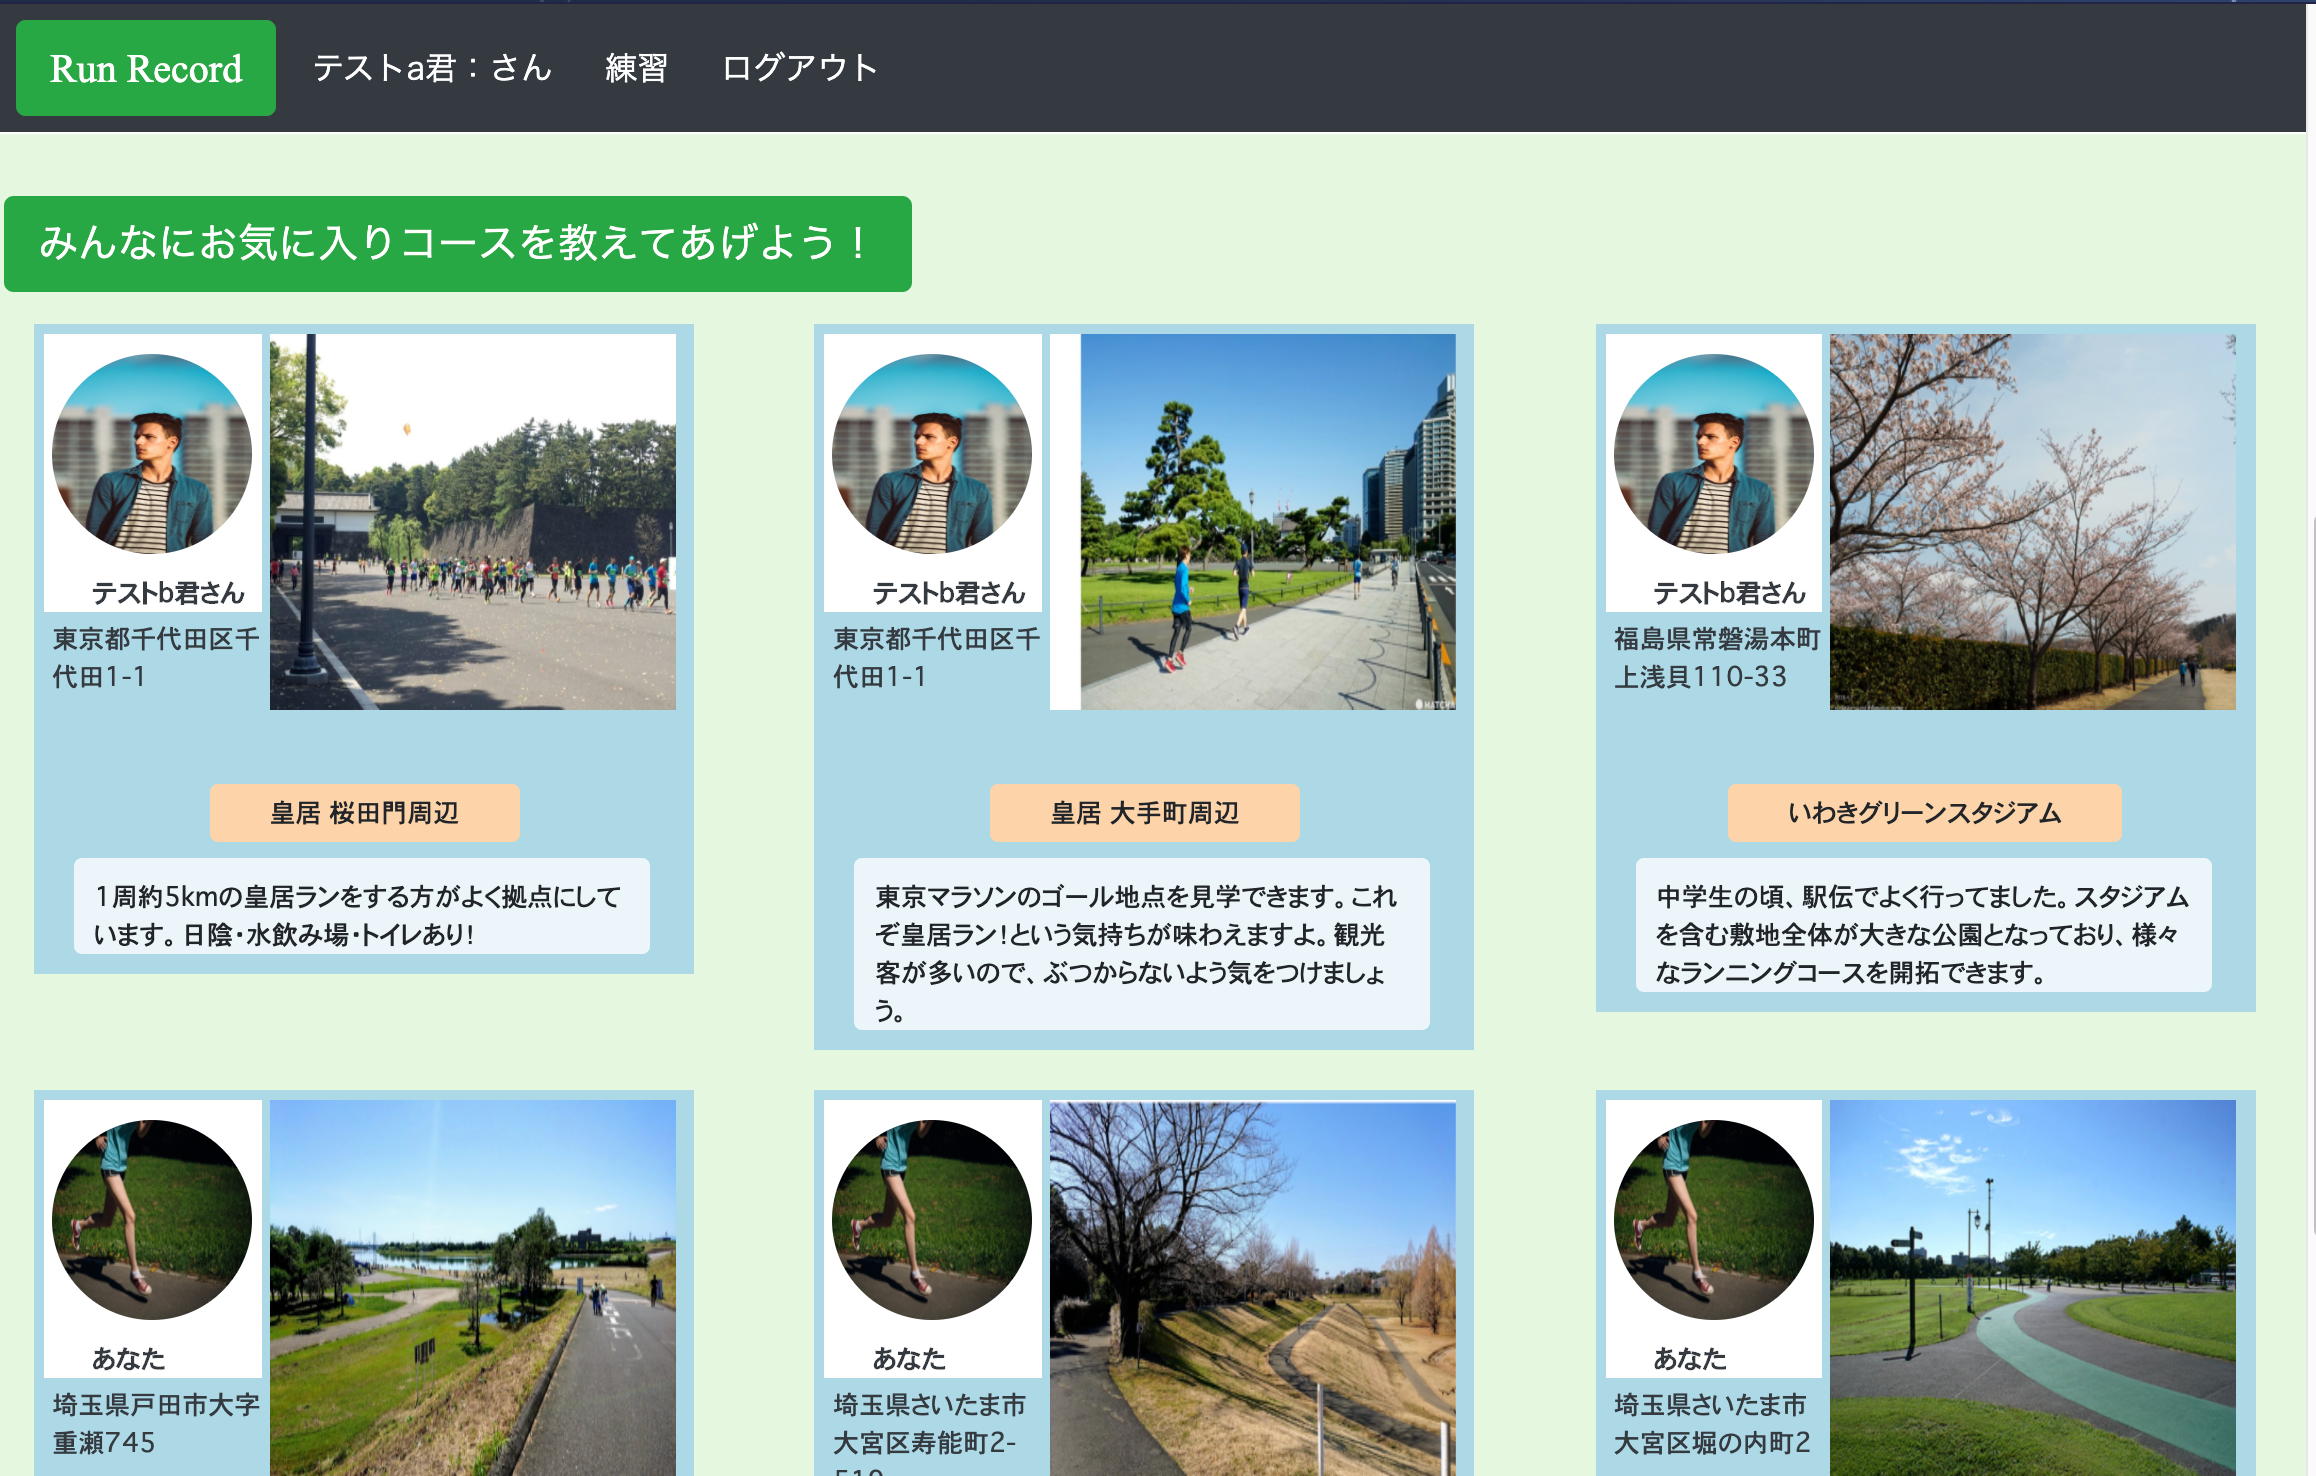 Run Record テストa君：さん 練習 ログアウト
みんなにお気に入りコースを教えてあげよう！
テストb君さん
東京都千代田区千
代田1-1
皇居 桜田門周辺
1周約5kmの皇居ランをする方がよく拠点にして
います。日陰・水飲み場・トイレあり！
テストb君さん
東京都千代田区千
代田1-1
MATCHA
皇居 大手町周辺
東京マラソンのゴール地点を見学できます。これ
ぞ皇居ラン！という気持ちが味わえますよ。観光
客が多いので、ぶつからないよう気をつけましょ
う。
テストb君さん
福島県常磐湯本町
上浅貝110-33
いわきグリーンスタジアム
中学生の頃、駅伝でよく行ってました。スタジアム
を含む敷地全体が大きな公園となっており、様々
なランニングコースを開拓できます。
あなた
埼玉県戸田市大字
重瀬745
あなた
埼玉県さいたま市
大宮区寿能町2-
あなた
埼玉県さいたま市
大宮区堀の内町2